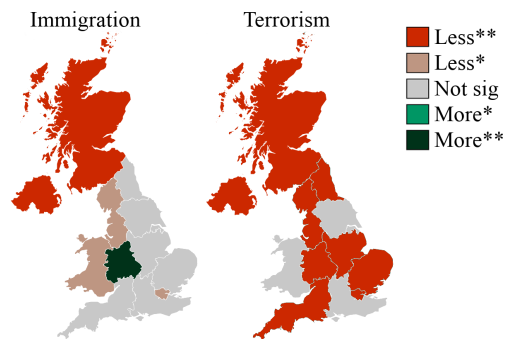 Immigration
Terrorism
Less**
Less*
Not sig
More*
More**